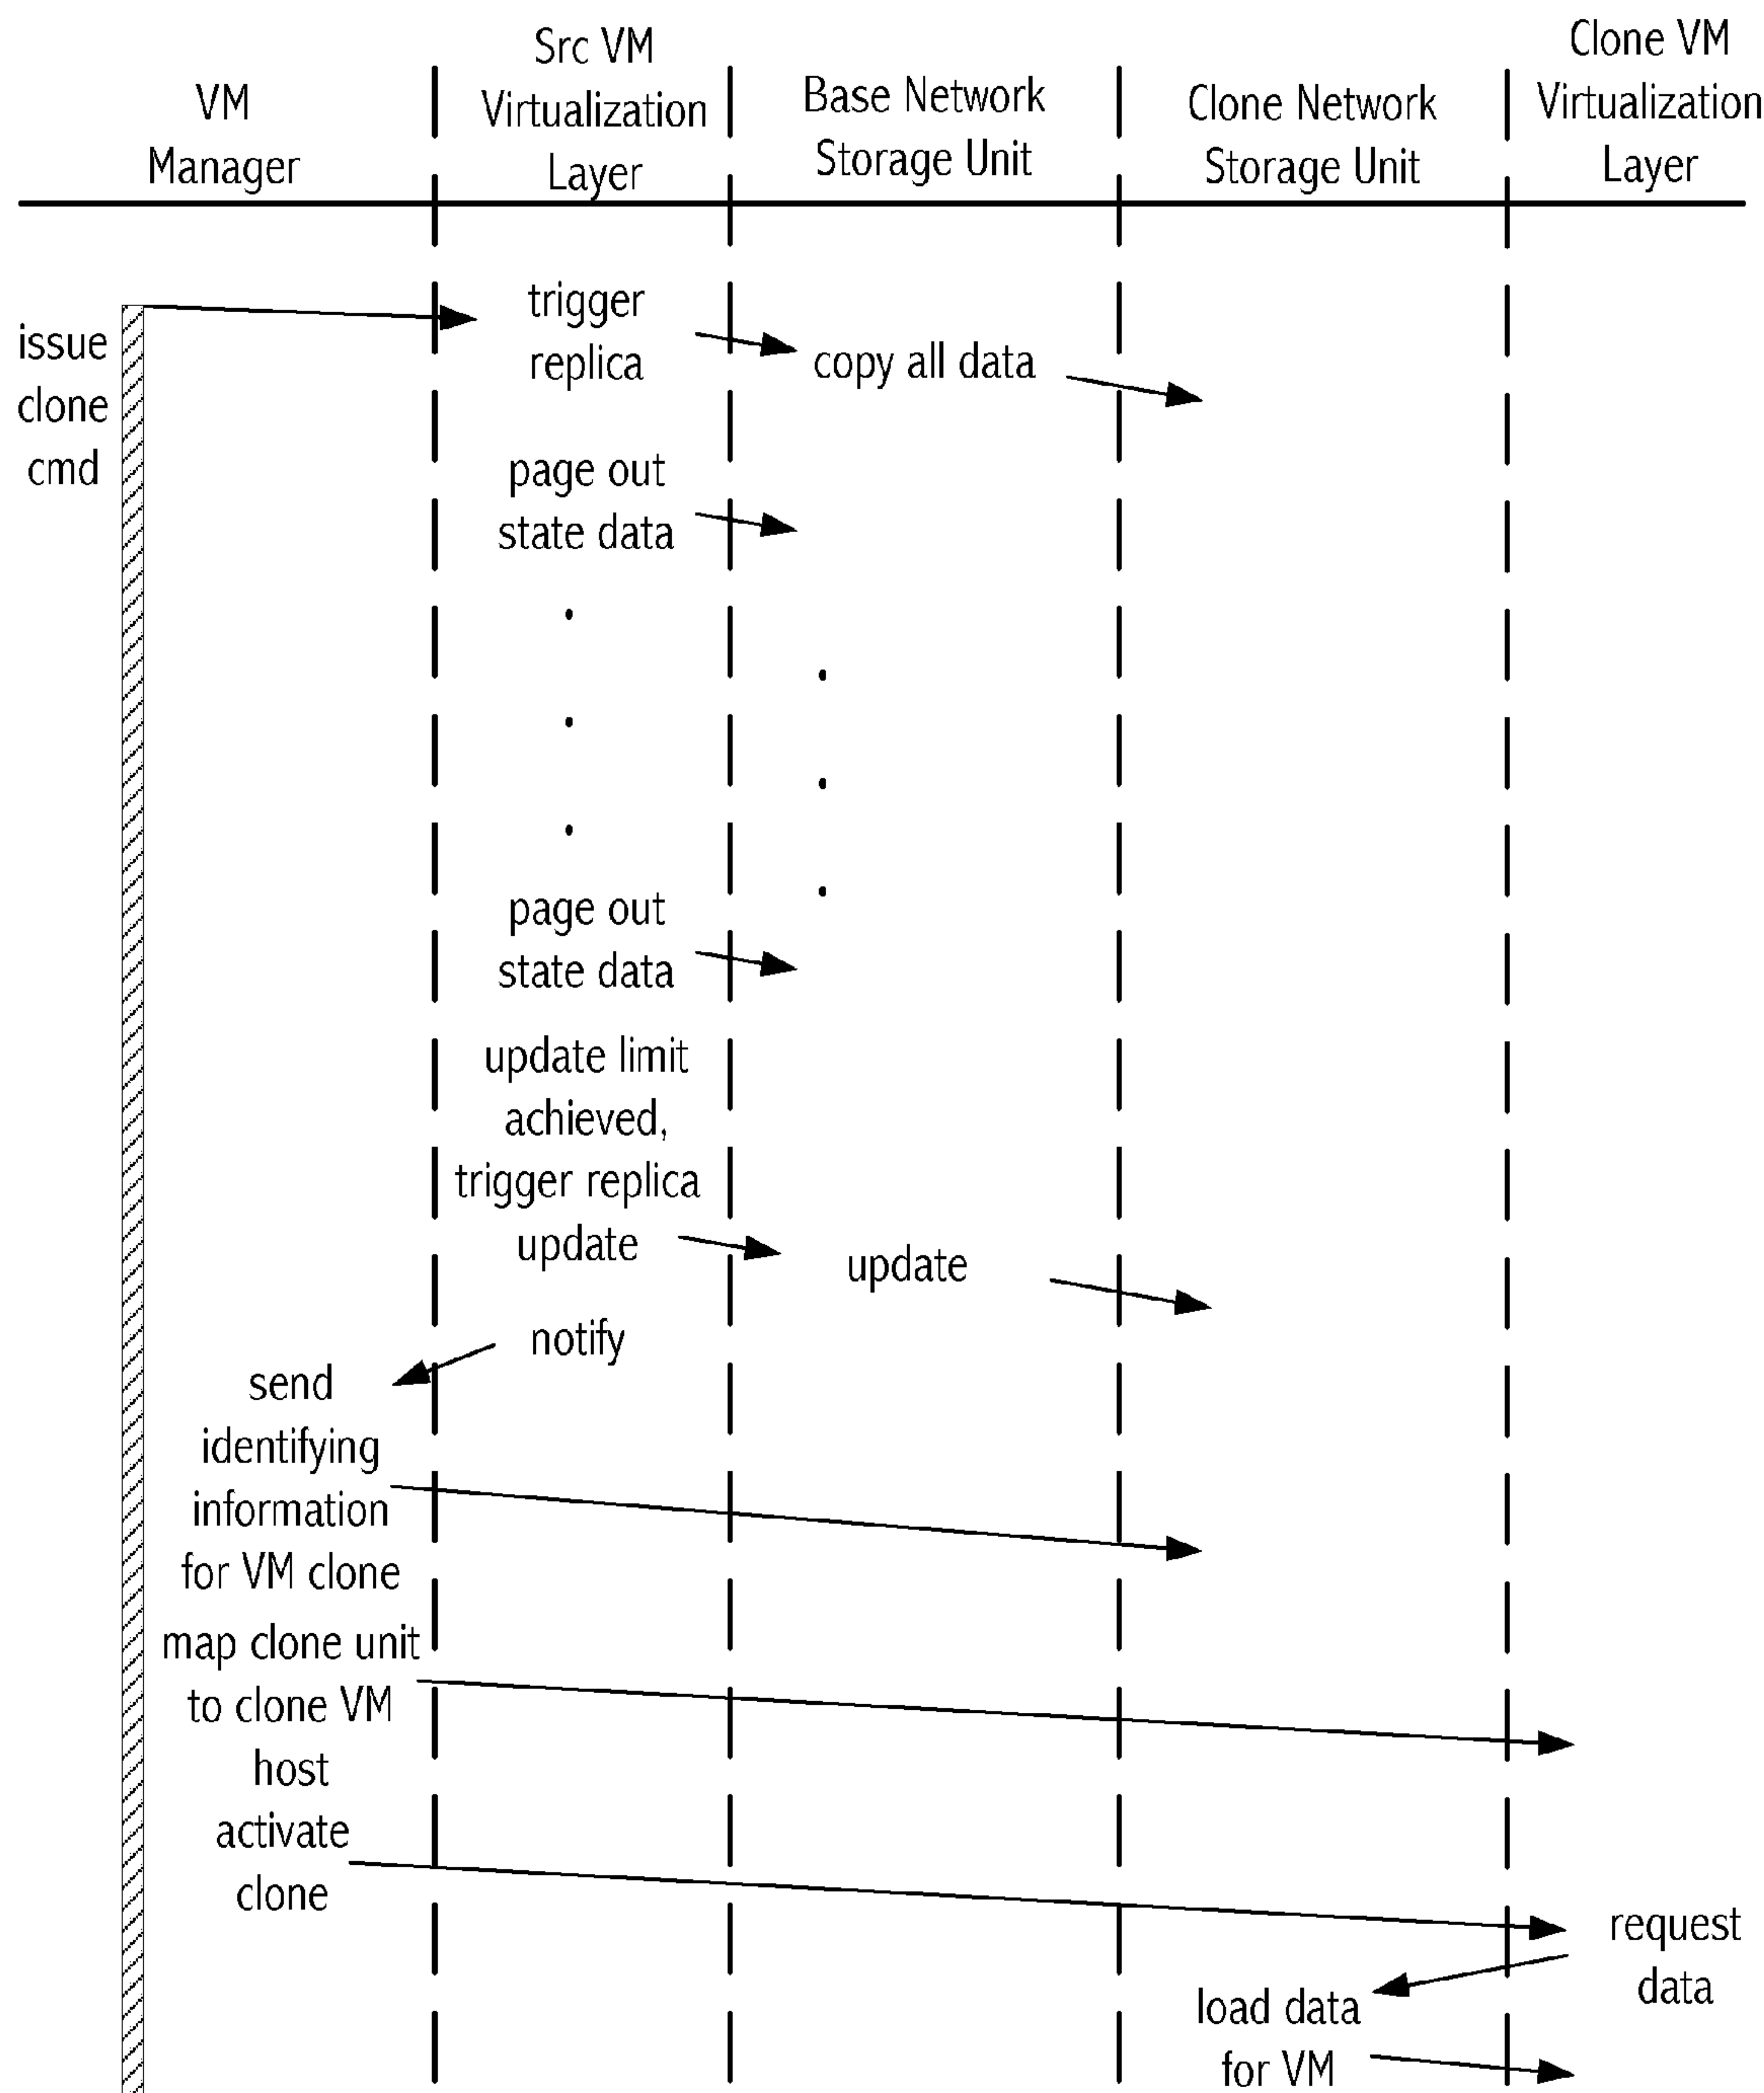 VM
Manager
Src VM
Virtualization
Layer
Base Network
Storage Unit
Clone Network
Storage Unit
Clone VM
Virtualization
Layer
issue
clone
cmd
trigger
replica
copy all data
page out
state data
page out
state data
update limit
achieved,
trigger replica
update
update
notify
send
identifying
information
for VM clone
map clone unit
to clone VM
host
activate
clone
request
data
load data
for VM